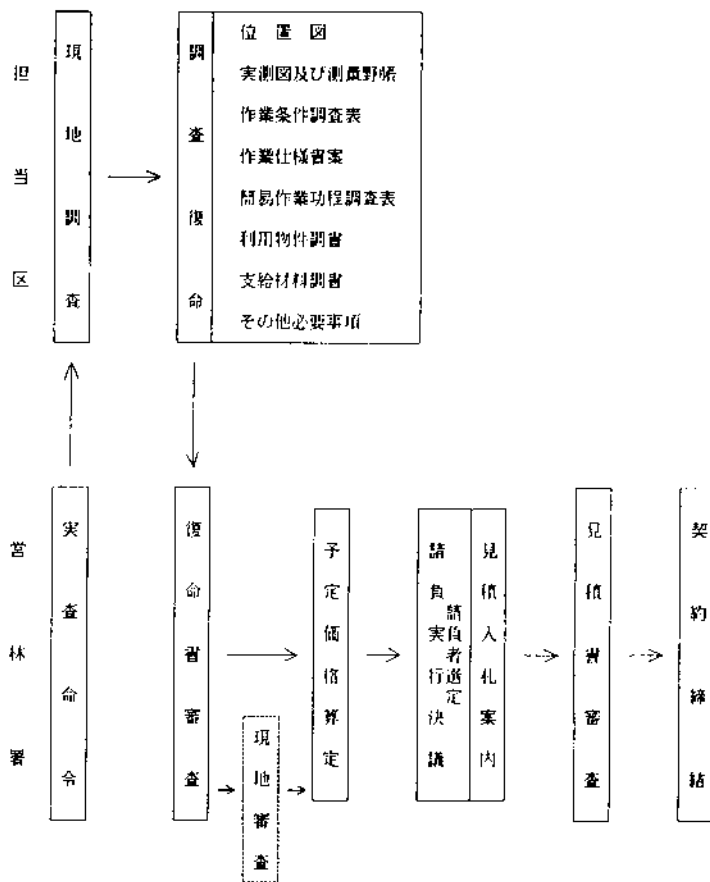 担当区
現地調査
調査復命
位置図
実測図及び測量野帳
作業条件調査表
作業仕様書案
簡易作業功程調査表
利用物件調書
支給材料調書
その他必要事項
営林署
実査命令
復命書審査
現地審査
予定価格算定
請負実行決議
請負者選定
見積入札案内
見積書審査
契約締結